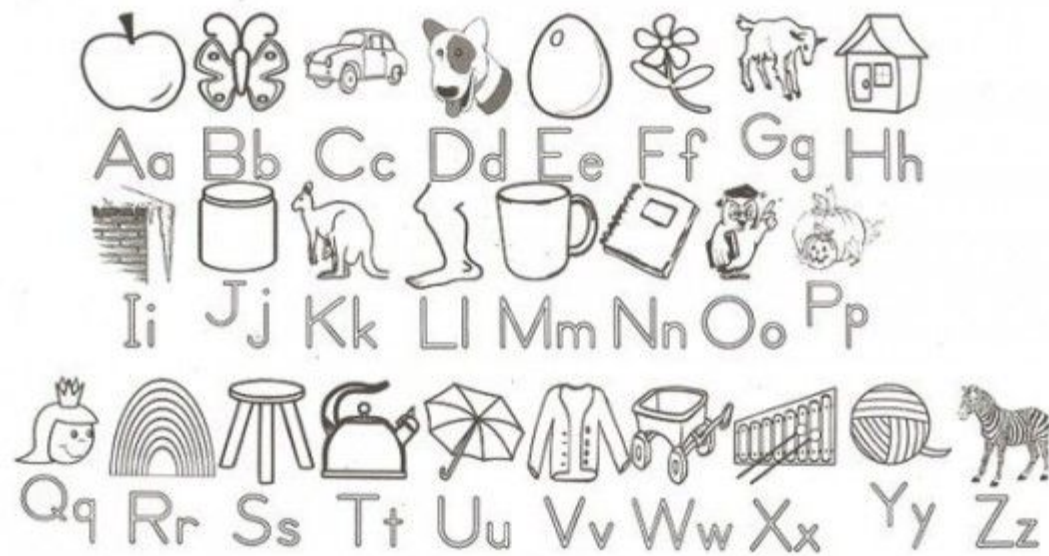 Aa Bb Cc Dd Ee Ff Gg Hh
Ii Jj Kk Ll Mm Nn Oo Pp
Qq Rr Ss Tt Uu Vv Ww Xx Yy Zz